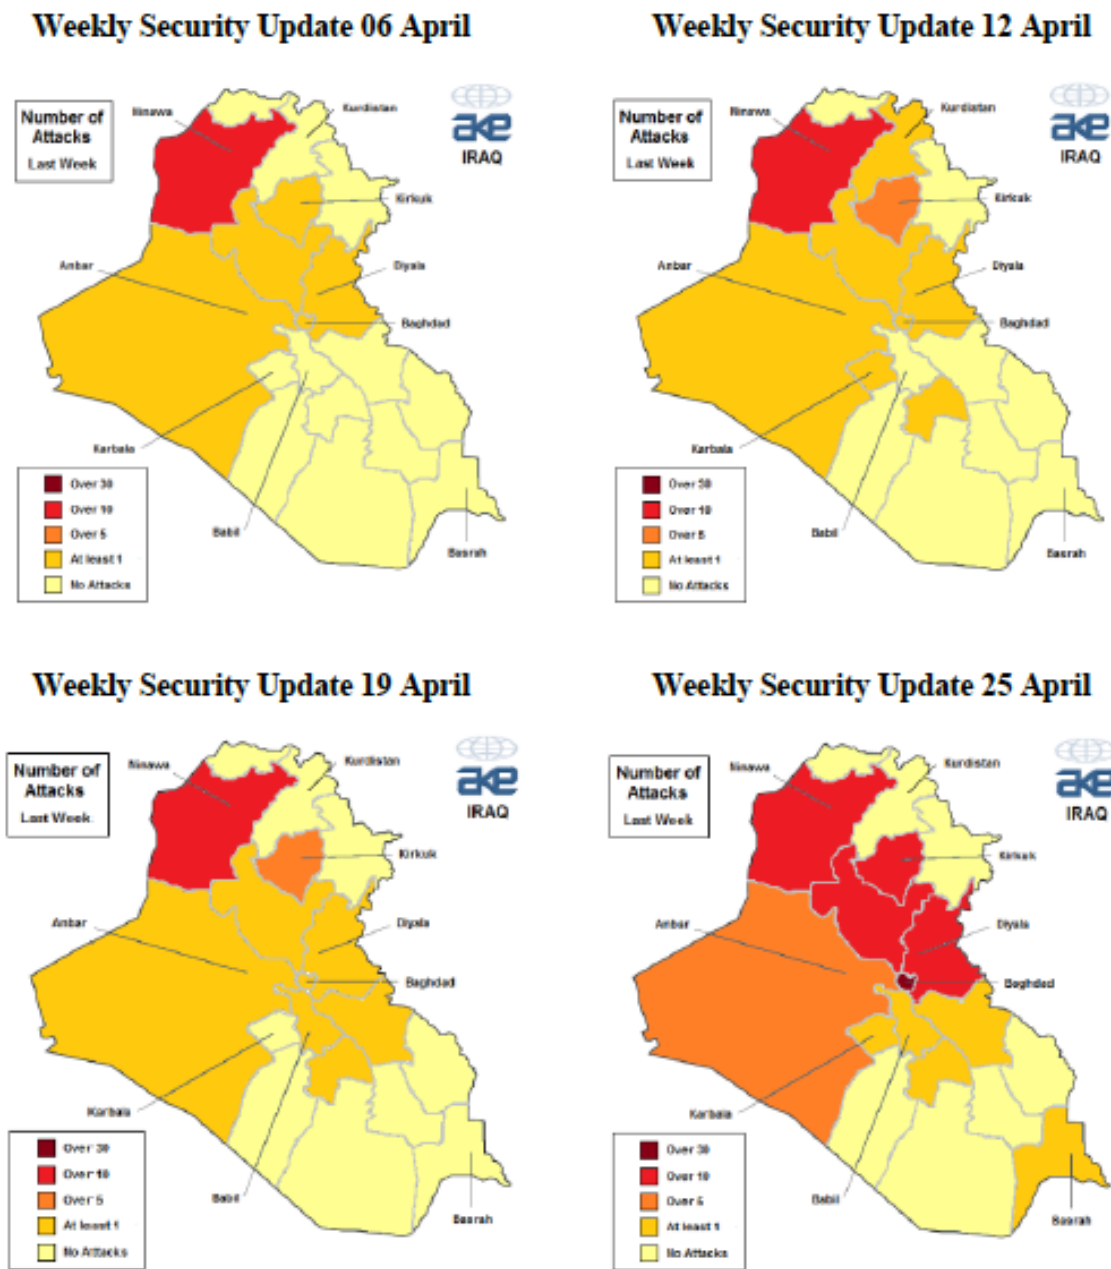 Weekly Security Update 06 April
Number of
Attacks
Last Week
Ninawa
Kurdistan
ake
IRAQ
Kirkuk
Anbar
Diyala
Baghdad
Karbala
Over 30
Over 10
Over 5
At least 1
No Attacks
Babil
Basrah
Weekly Security Update 12 April
Number of
Attacks
Last Week
Ninawa
Kurdistan
ake
IRAQ
Kirkuk
Anbar
Diyala
Baghdad
Karbala
Over 30
Over 10
Over 5
At least 1
No Attacks
Babil
Basrah
Weekly Security Update 19 April
Number of
Attacks
Last Week
Ninawa
Kurdistan
ake
IRAQ
Kirkuk
Anbar
Diyala
Baghdad
Karbala
Over 30
Over 10
Over 5
At least 1
No Attacks
Babil
Basrah
Weekly Security Update 25 April
Number of
Attacks
Last Week
Ninawa
Kurdistan
ake
IRAQ
Kirkuk
Anbar
Diyala
Baghdad
Karbala
Over 30
Over 10
Over 5
At least 1
No Attacks
Babil
Basrah